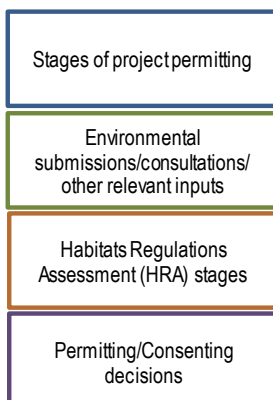 Stages of project permitting
Environmental
submissions/consultations/
other relevant inputs
Habitats Regulations
Assessment (HRA) stages
Permitting/Consenting
decisions